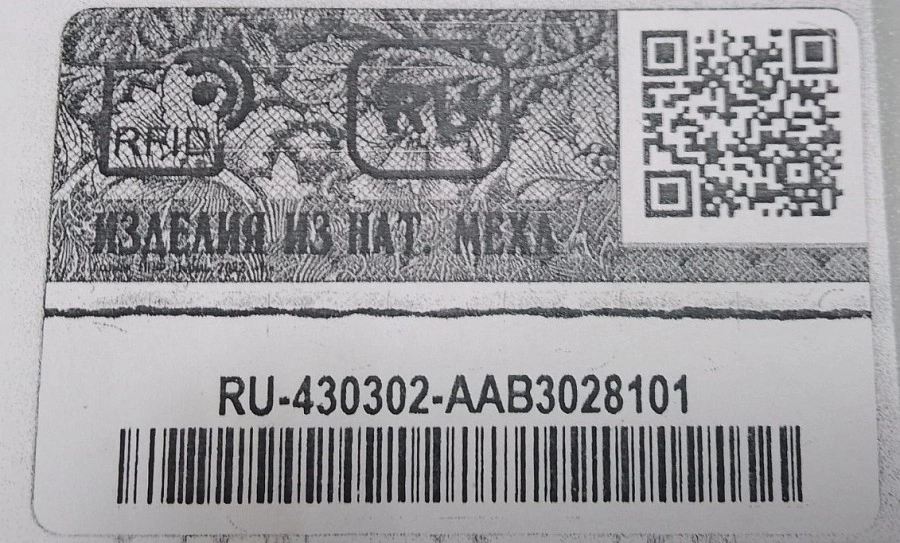 RFID
RU
ИЗДЕЛИЯ ИЗ НАТ. МЕХА
RU-430302-AAB3028101